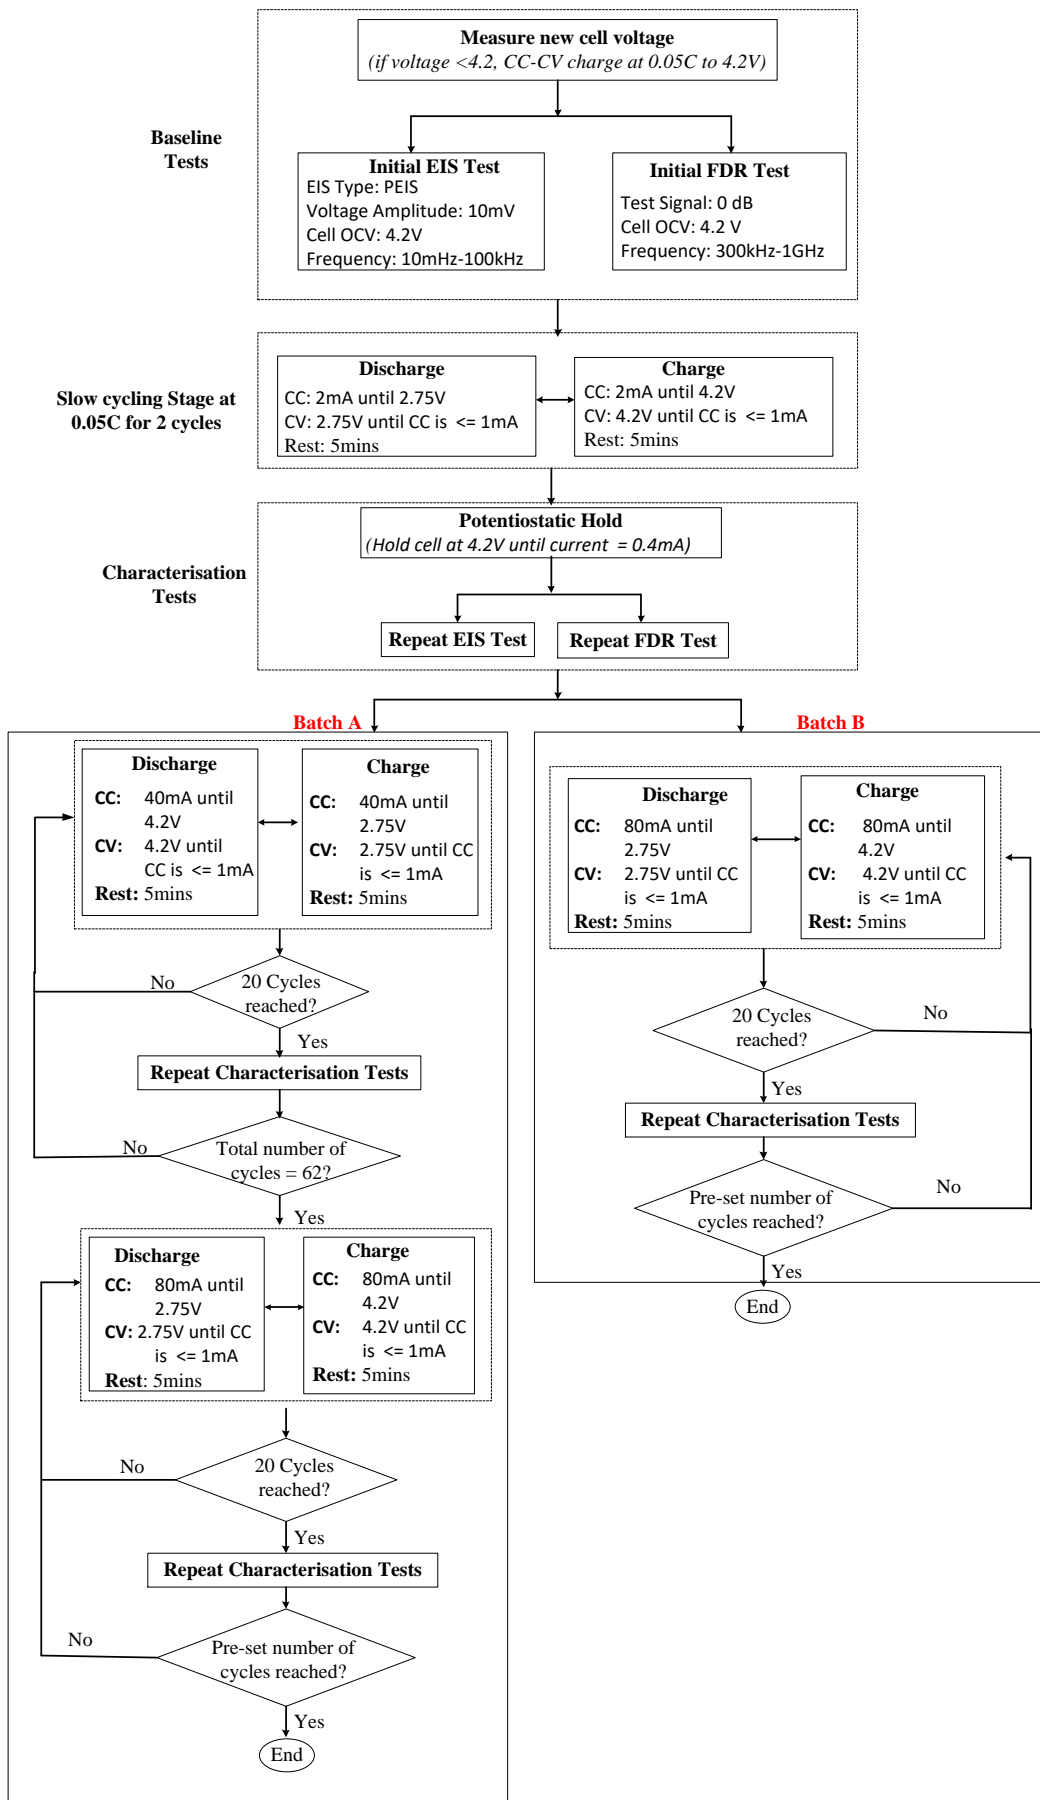 Measure new cell voltage
(if voltage <4.2, CC-CV charge at 0.05C to 4.2V)
Baseline
Tests
Initial EIS Test
EIS Type: PEIS
Voltage Amplitude: 10mV
Cell OCV: 4.2V
Frequency: 10mHz-100kHz
Initial FDR Test
Test Signal: 0 dB
Cell OCV: 4.2 V
Frequency: 300kHz-1GHz
Slow cycling Stage at
0.05C for 2 cycles
Discharge
CC: 2mA until 2.75V
CV: 2.75V until CC is <= 1mA
Rest: 5mins
Charge
CC: 2mA until 4.2V
CV: 4.2V until CC is <= 1mA
Rest: 5mins
Characterisation
Tests
Potentiostatic Hold
(Hold cell at 4.2V until current = 0.4mA)
Repeat EIS Test
Repeat FDR Test
Batch A
Discharge
CC: 40mA until
4.2V
CV: 4.2V until
CC is <= 1mA
Rest: 5mins
Charge
CC: 40mA until
2.75V
CV: 2.75V until CC
is <= 1mA
Rest: 5mins
No
20 Cycles
reached?
Yes
Repeat Characterisation Tests
No
Total number of
cycles = 62?
Yes
Discharge
CC: 80mA until
2.75V
CV: 2.75V until CC
is <= 1mA
Rest: 5mins
Charge
CC: 80mA until
4.2V
CV: 4.2V until CC
is <= 1mA
Rest: 5mins
No
20 Cycles
reached?
Yes
Repeat Characterisation Tests
No
Pre-set number of
cycles reached?
Yes
End
Batch B
Discharge
CC: 80mA until
2.75V
CV: 2.75V until CC
is <= 1mA
Rest: 5mins
Charge
CC: 80mA until
4.2V
CV: 4.2V until CC
is <= 1mA
Rest: 5mins
No
20 Cycles
reached?
Yes
Repeat Characterisation Tests
No
Pre-set number of
cycles reached?
Yes
End